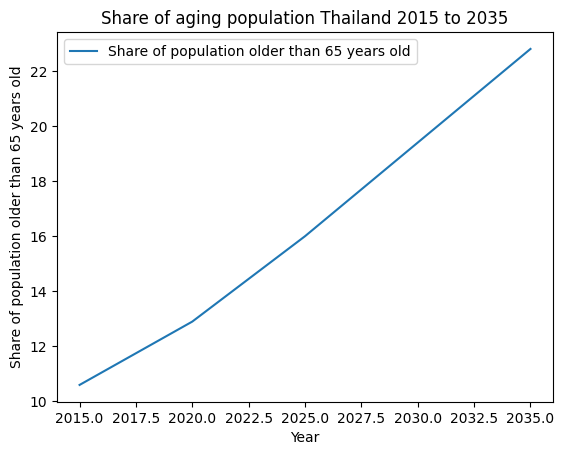 Share of aging population Thailand 2015 to 2035
Share of population older than 65 years old
Share of population older than 65 years old
22
20
18
16
14
12
10
2015.0 2017.5 2020.0 2022.5 2025.0 2027.5 2030.0 2032.5 2035.0
Year